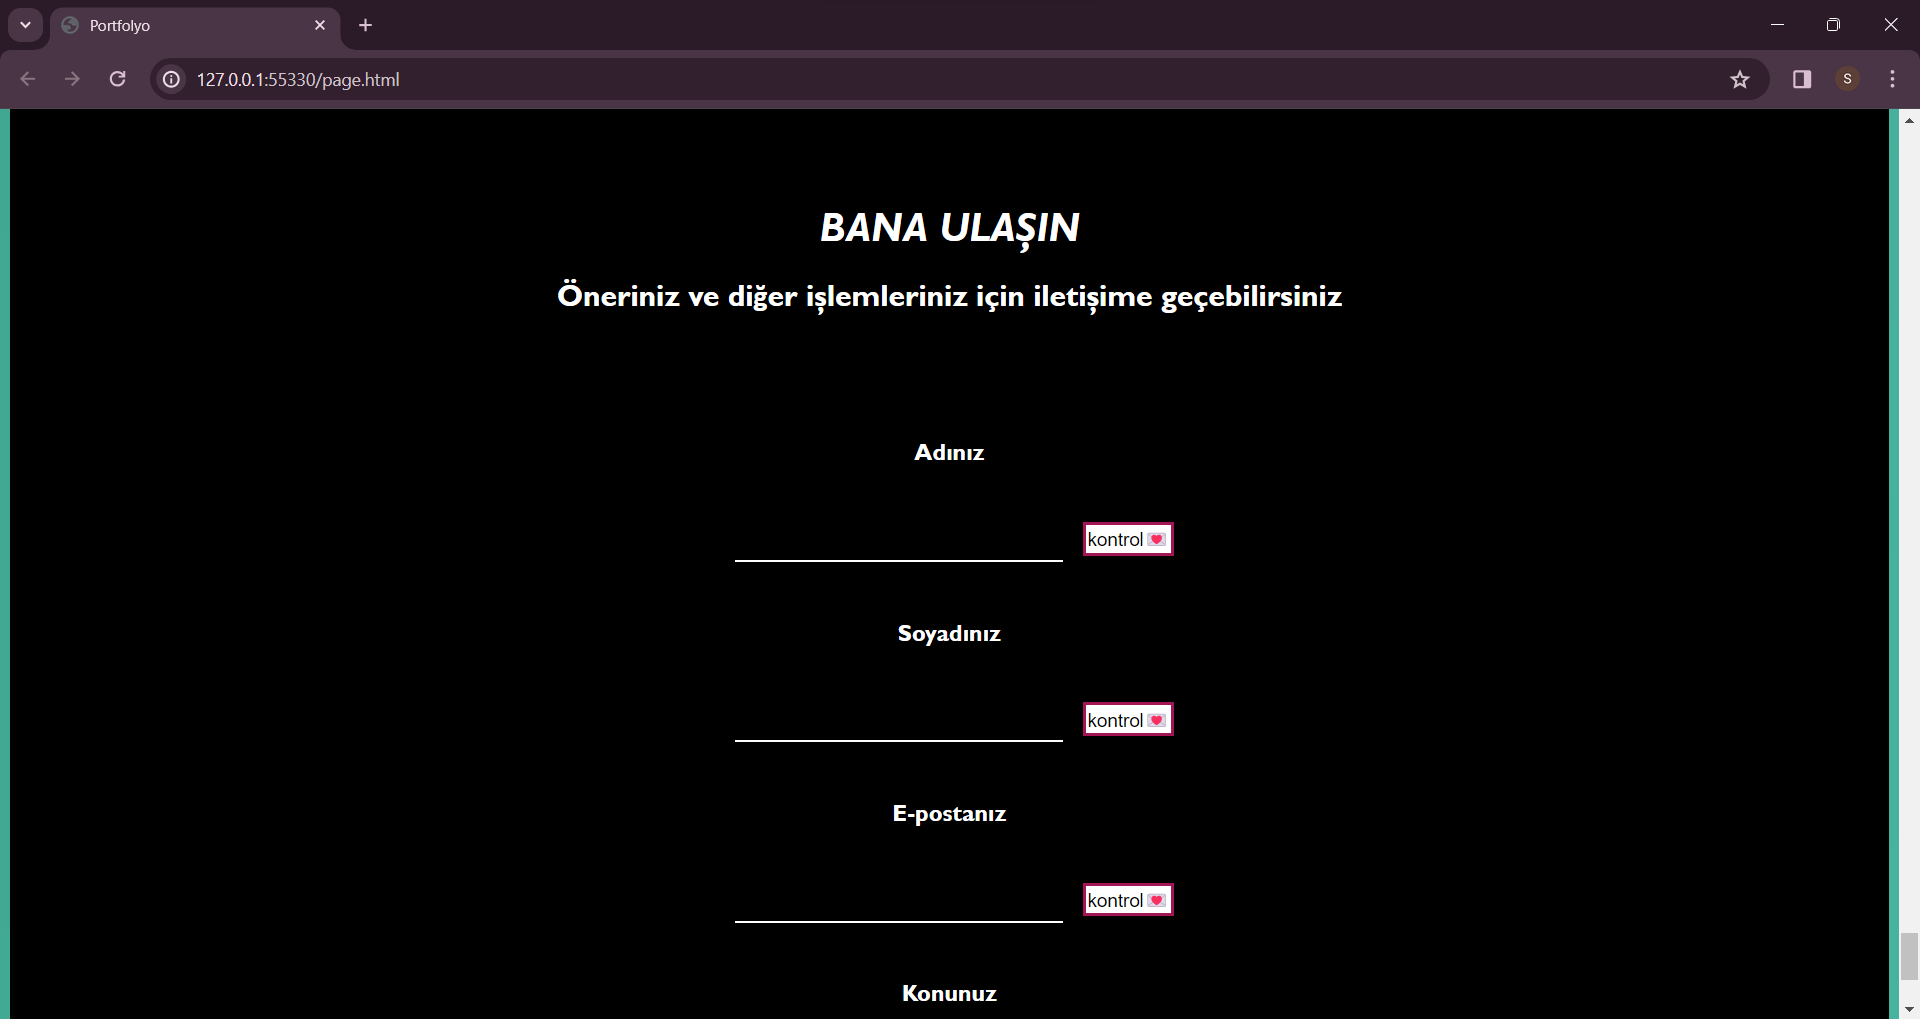 Portfolyo
127.0.0.1:55330/page.html
S
BANA ULAŞIN
Öneriniz ve diğer işlemleriniz için iletişime geçebilirsiniz
Adınız
kontrol💌
Soyadınız
kontrol💌
E-postanız
kontrol💌
Konunuz